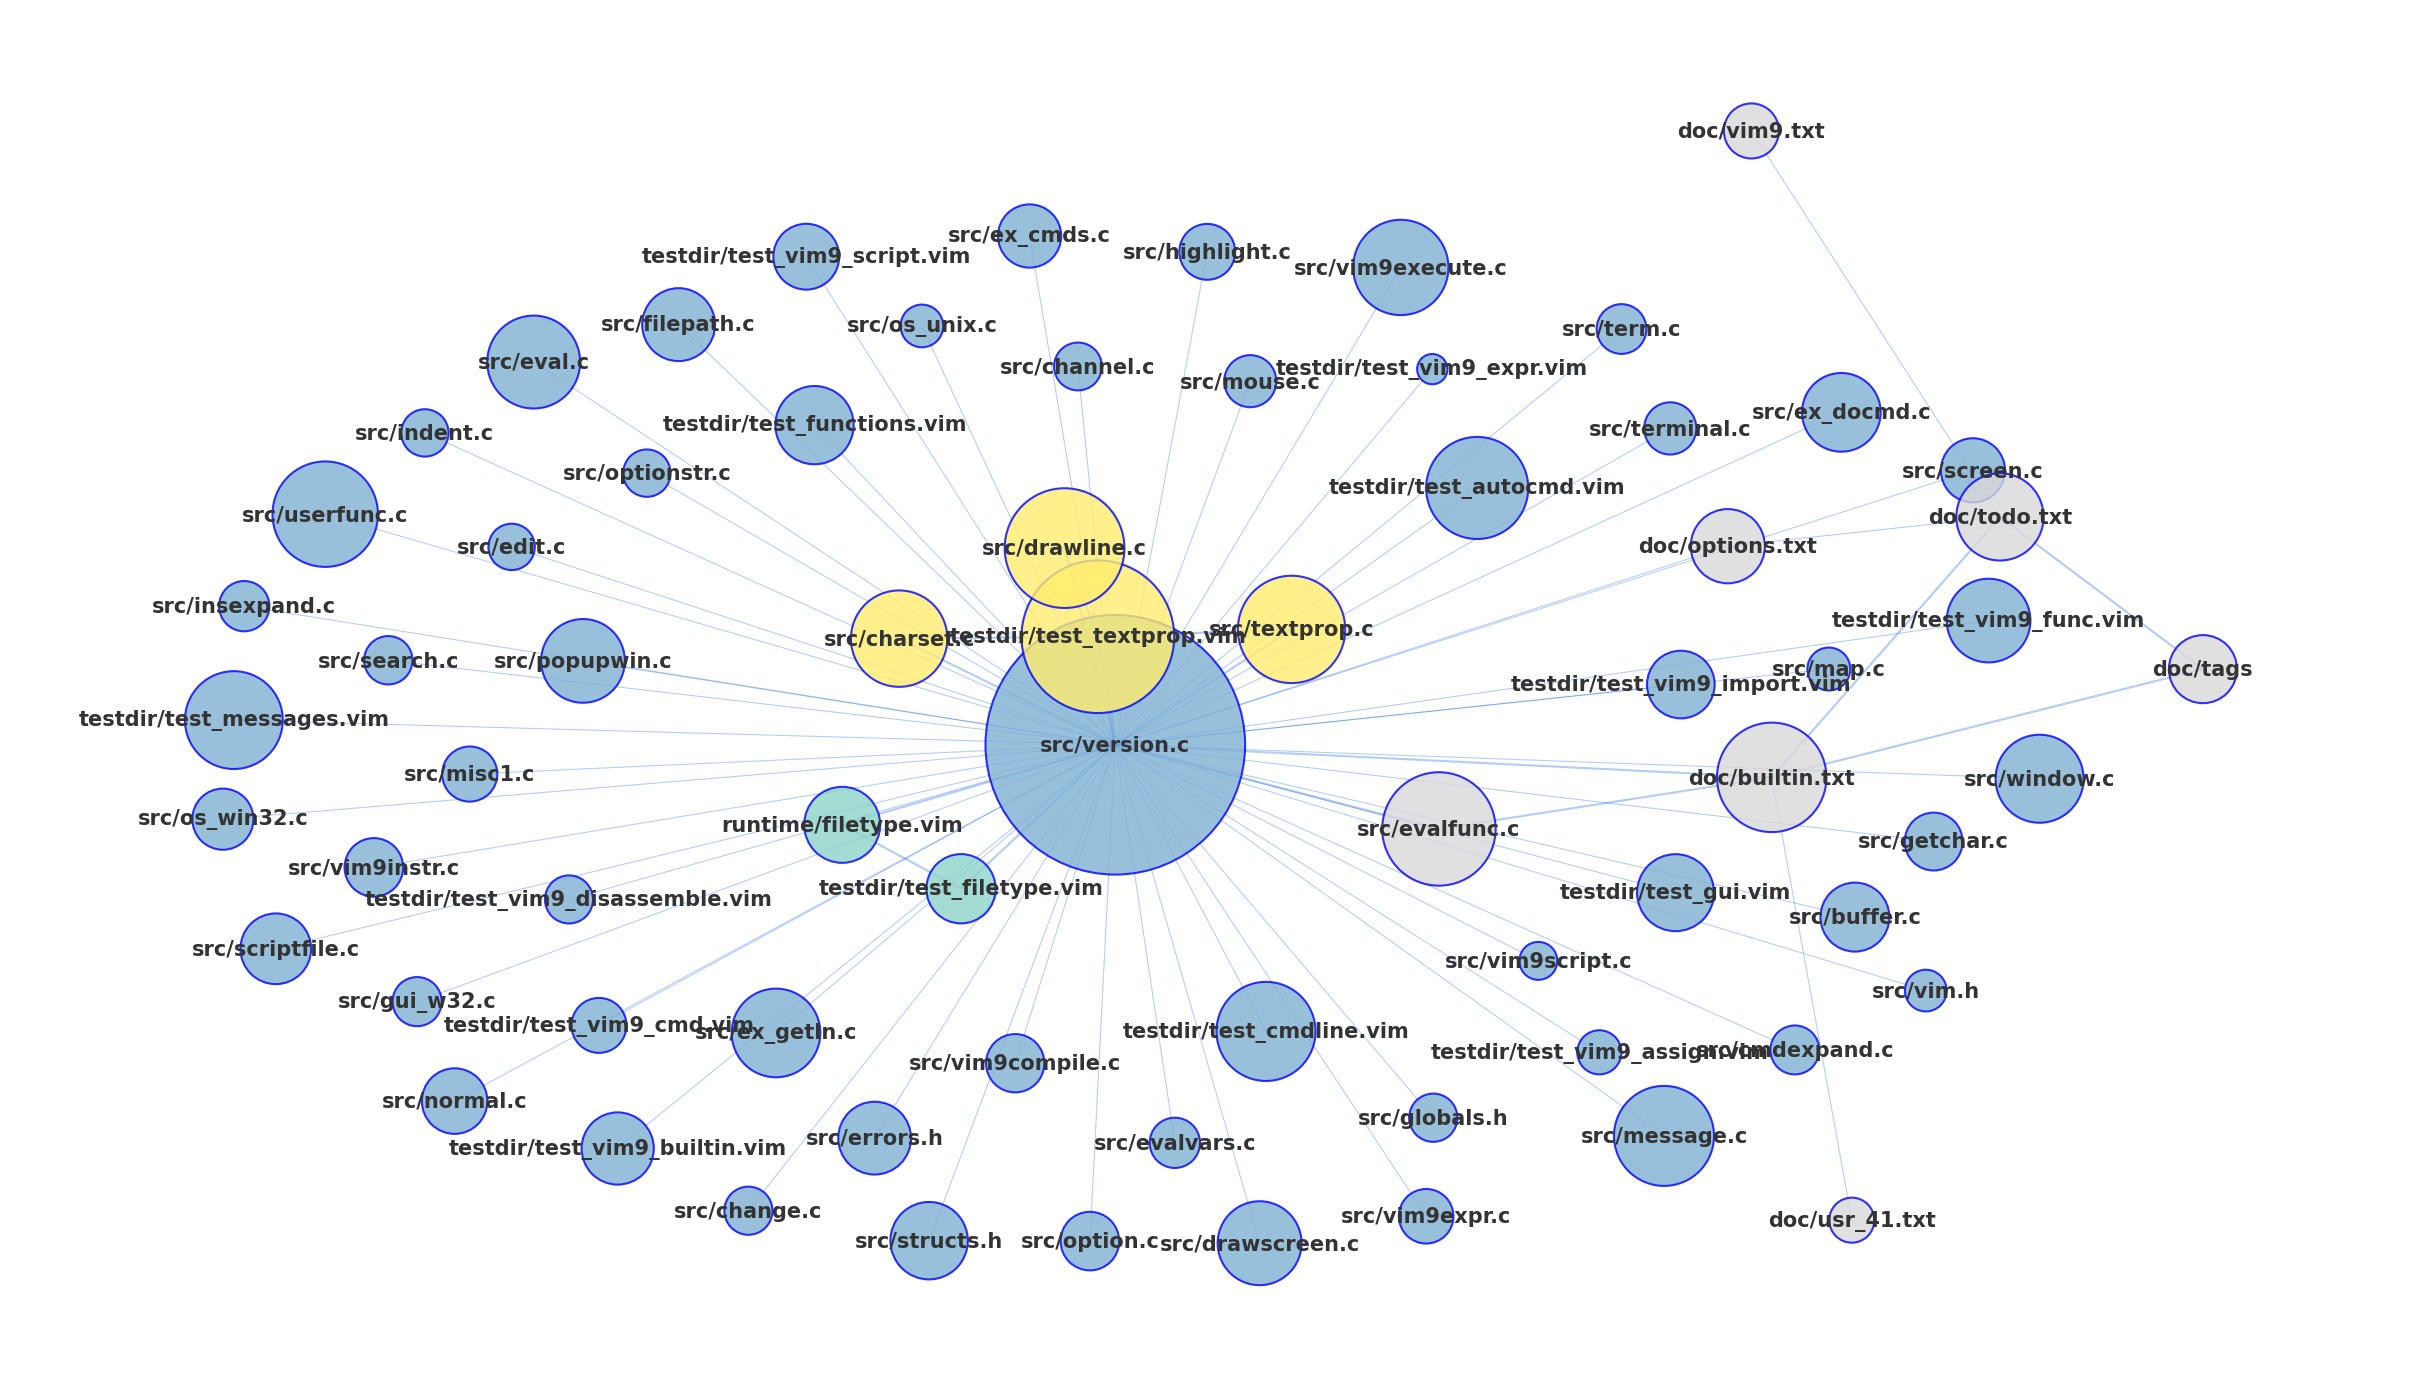 doc/vim9.txt
src/ex_cmds.c
testdir/test_vim9_script.vim
src/highlight.c
src/vim9execute.c
src/filepath.c
src/os_unix.c
src/term.c
src/eval.c
src/channel.c
src/mouse.c
testdir/test_vim9_expr.vim
src/ex_docmd.c
testdir/test_functions.vim
src/indent.c
src/terminal.c
src/optionstr.c
src/screen.c
testdir/test_autocmd.vim
src/userfunc.c
doc/todo.txt
src/edit.c
src/drawline.c
doc/options.txt
src/insexpand.c
testdir/test_vim9_func.vim
src/charset.c
testdir/test_textprop.vim
src/textprop.c
src/search.c
src/popupwin.c
src/map.c
doc/tags
testdir/test_vim9_import.vim
testdir/test_messages.vim
src/version.c
src/misc1.c
doc/builtin.txt
src/window.c
src/os_win32.c
runtime/filetype.vim
src/evalfunc.c
src/getchar.c
src/vim9instr.c
testdir/test_filetype.vim
testdir/test_gui.vim
testdir/test_vim9_disassemble.vim
src/buffer.c
src/scriptfile.c
src/vim9script.c
src/vim.h
src/gui_w32.c
testdir/test_vim9_cmd.vim
src/ex_getln.c
testdir/test_cmdline.vim
testdir/test_vim9_assign.vim
src/cmdexpand.c
src/vim9compile.c
src/normal.c
src/globals.h
src/errors.h
src/message.c
src/evalvars.c
testdir/test_vim9_builtin.vim
src/change.c
src/vim9expr.c
doc/usr_41.txt
src/structs.h
src/option.c
src/drawscreen.c